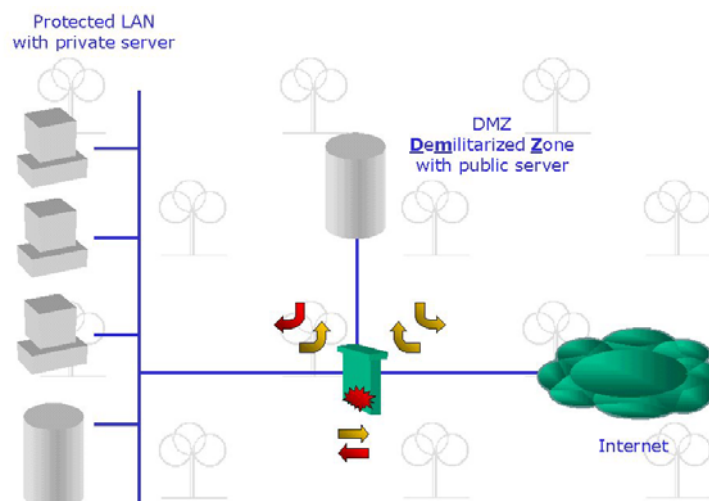 Protected LAN
with private server
DMZ
Demilitarized Zone
with public server
Internet